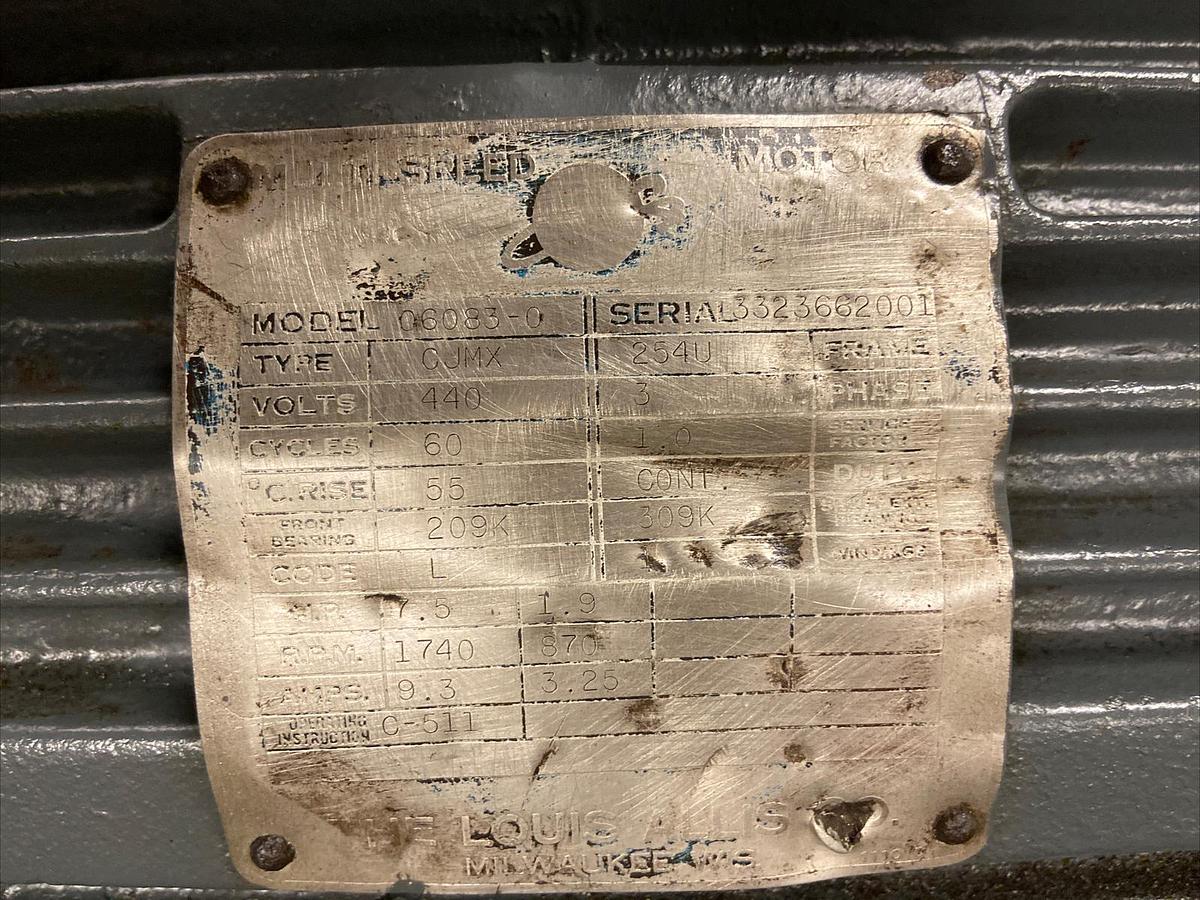 SPEED MOTOR
MODEL 06083-0 SERIAL 3323662001
TYPE CJMX 254U FRAME
VOLTS 440 3 PHASE
CYCLES 60 1.0 SERVICE FACTOR
°C.RISE 55 CONT. DUTY
FRONT BEARING 209K 309K
CODE L WINDAGE
H.P. 7.5 1.9
R.P.M. 1740 870
AMPS. 9.3 3.25
OPERATING INSTRUCTION C-511
THE LOUIS ALLIS CO.
MILWAUKEE WIS